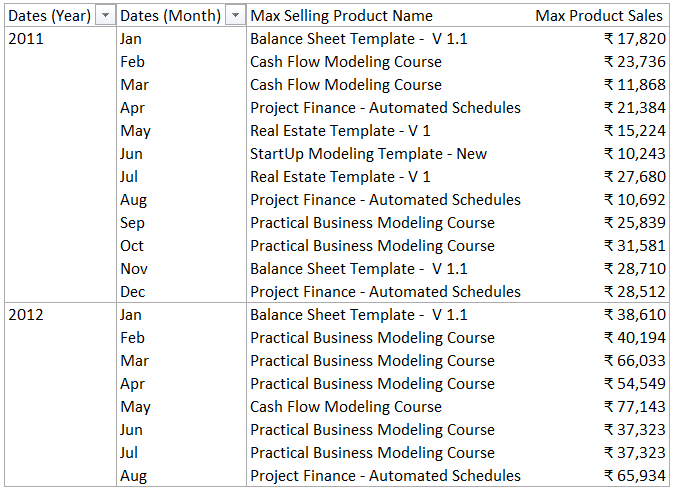 Dates (Year) Dates (Month) Max Selling Product Name Max Product Sales
2011 Jan Balance Sheet Template -  V 1.1 ₹ 17,820
Feb Cash Flow Modeling Course ₹ 23,736
Mar Cash Flow Modeling Course ₹ 11,868
Apr Project Finance - Automated Schedules ₹ 21,384
May Real Estate Template - V 1 ₹ 15,224
Jun StartUp Modeling Template - New ₹ 10,243
Jul Real Estate Template - V 1 ₹ 27,680
Aug Project Finance - Automated Schedules ₹ 10,692
Sep Practical Business Modeling Course ₹ 25,839
Oct Practical Business Modeling Course ₹ 31,581
Nov Balance Sheet Template -  V 1.1 ₹ 28,710
Dec Project Finance - Automated Schedules ₹ 28,512
2012 Jan Balance Sheet Template -  V 1.1 ₹ 38,610
Feb Practical Business Modeling Course ₹ 40,194
Mar Practical Business Modeling Course ₹ 66,033
Apr Practical Business Modeling Course ₹ 54,549
May Cash Flow Modeling Course ₹ 77,143
Jun Practical Business Modeling Course ₹ 37,323
Jul Practical Business Modeling Course ₹ 37,323
Aug Project Finance - Automated Schedules ₹ 65,934